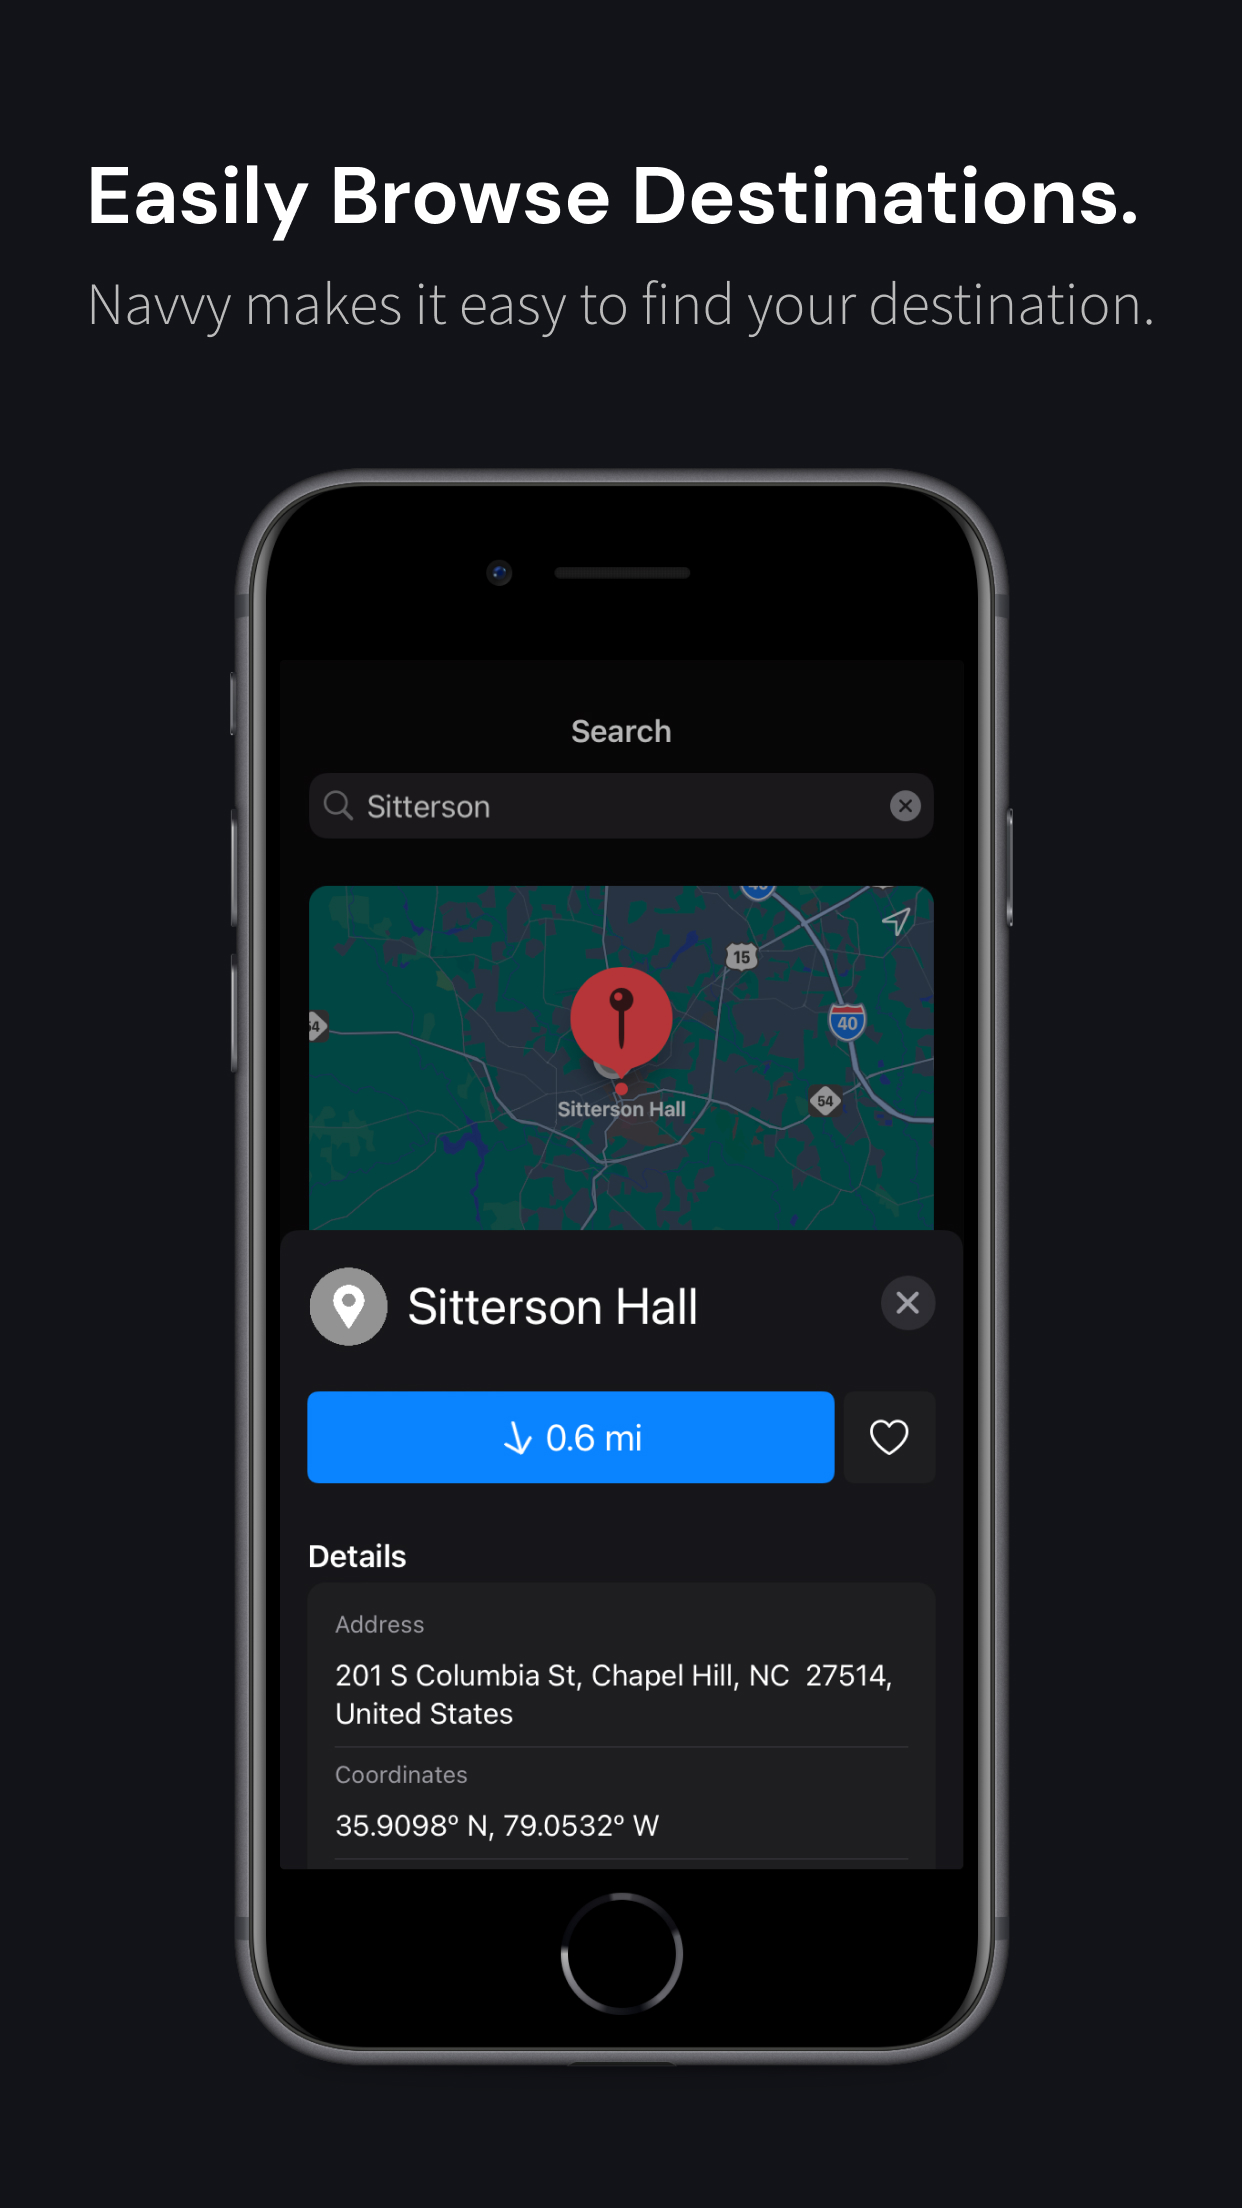 Easily Browse Destinations.
Navvy makes it easy to find your destination.
Search
Sitterson
15
40
54
54
Sitterson Hall
Sitterson Hall
0.6 mi
Details
Address
201 S Columbia St, Chapel Hill, NC  27514,
United States
Coordinates
35.9098° N, 79.0532° W